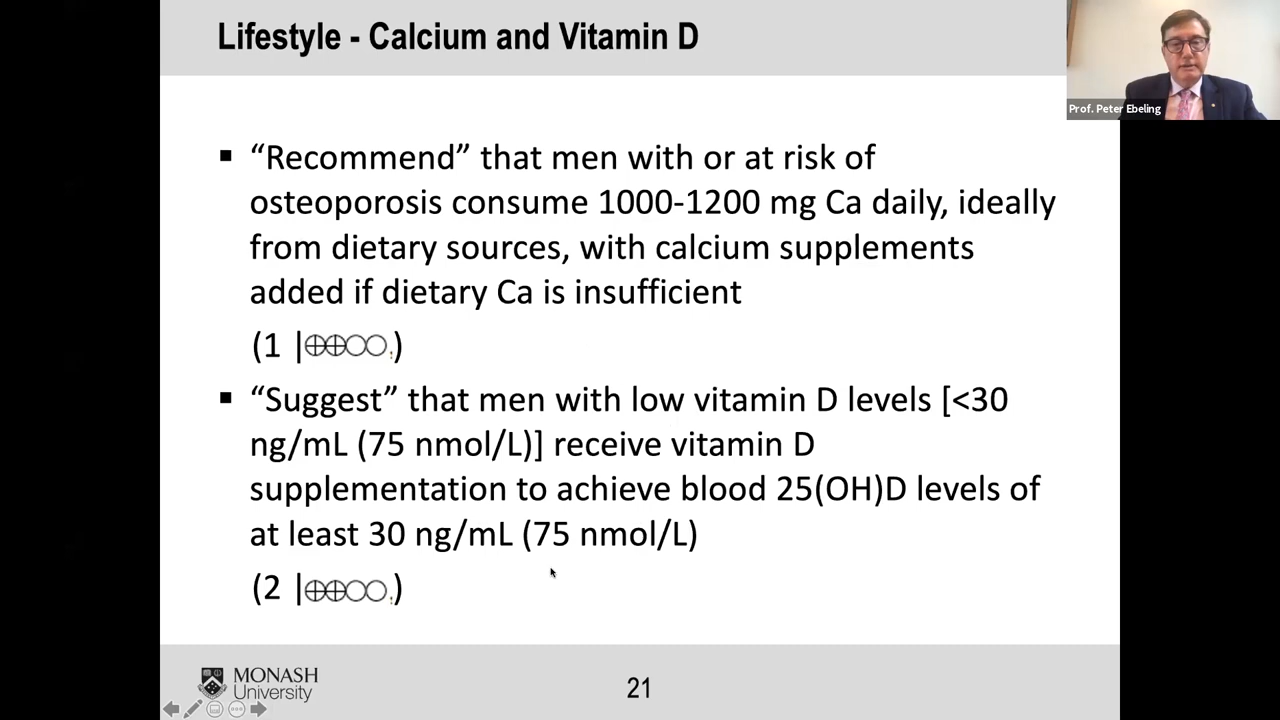 Lifestyle - Calcium and Vitamin D
Prof. Peter Ebeling
▪ “Recommend” that men with or at risk of
osteoporosis consume 1000-1200 mg Ca daily, ideally
from dietary sources, with calcium supplements
added if dietary Ca is insufficient
(1 |⊕⊕○○.)
▪ “Suggest” that men with low vitamin D levels [<30
ng/mL (75 nmol/L)] receive vitamin D
supplementation to achieve blood 25(OH)D levels of
at least 30 ng/mL (75 nmol/L)
(2 |⊕⊕○○.)
MONASH
University
21